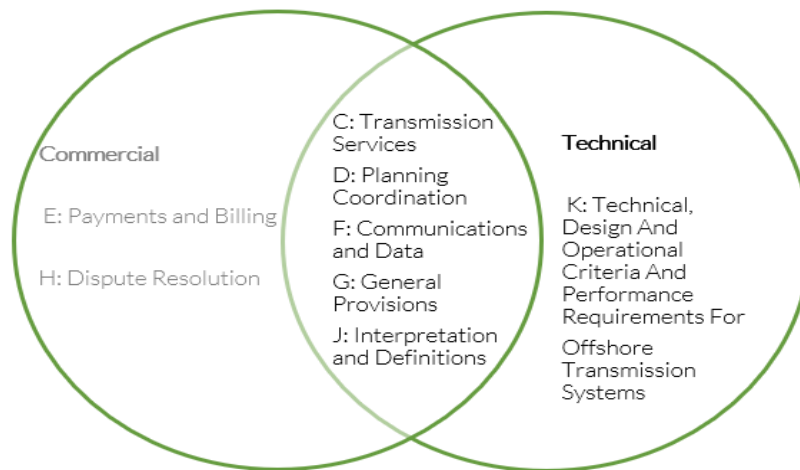 Commercial
E: Payments and Billing
H: Dispute Resolution
C: Transmission
Services
D: Planning
Coordination
F: Communications
and Data
G: General
Provisions
J: Interpretation
and Definitions
Technical
K: Technical,
Design And
Operational
Criteria And
Performance
Requirements For
Offshore
Transmission
Systems